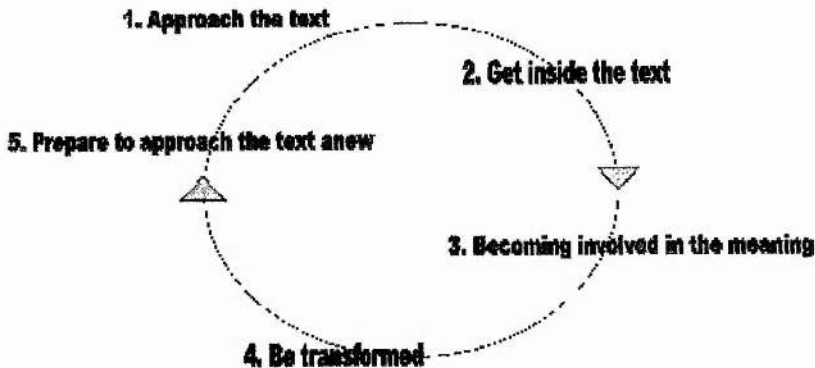 1. Approach the text
2. Get inside the text
5. Prepare to approach the text anew
3. Becoming involved in the meaning
4. Be transformed